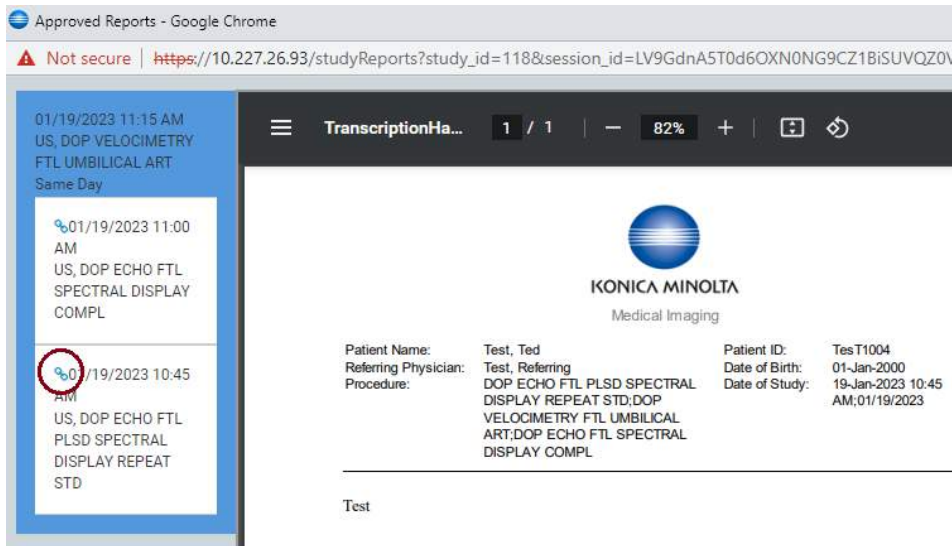 Approved Reports - Google Chrome
Not secure | https://10.227.26.93/studyReports?study_id=118&session_id=LV9GdnA5T0d6OXN0NG9CZ1BiSUVQZ0V
01/19/2023 11:15 AM
US, DOP VELOCIMETRY
FTL UMBILICAL ART
Same Day
01/19/2023 11:00
AM
US, DOP ECHO FTL
SPECTRAL DISPLAY
COMPL
01/19/2023 10:45
AM
US, DOP ECHO FTL
PLSD SPECTRAL
DISPLAY REPEAT
STD
TranscriptionHa... 1 / 1 | — 82% + |
KONICA MINOLTA
Medical Imaging
Patient Name: Test, Ted Patient ID: TesT1004
Referring Physician: Test, Referring Date of Birth: 01-Jan-2000
Procedure: DOP ECHO FTL PLSD SPECTRAL Date of Study: 19-Jan-2023 10:45
DISPLAY REPEAT STD;DOP AM;01/19/2023
VELOCIMETRY FTL UMBILICAL
ART;DOP ECHO FTL SPECTRAL
DISPLAY COMPL
Test